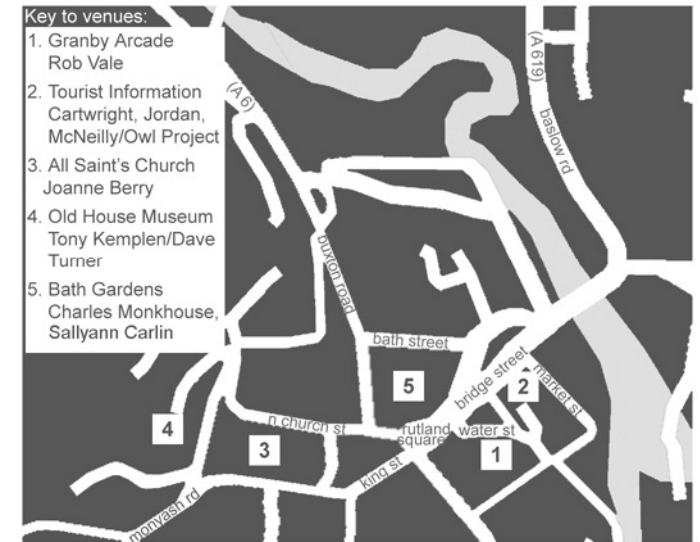 Key to venues:
1. Granby Arcade
Rob Vale
2. Tourist Information
Cartwright, Jordan,
McNeilly/Owl Project
3. All Saint's Church
Joanne Berry
4. Old House Museum
Tony Kemplen/Dave
Turner
5. Bath Gardens
Charles Monkhouse,
Sallyann Carlin
(A 6)
(A 619)
baslow rd
buxton road
bath street
bridge street
market st
5
2
n church st
rutland
square
water st
4
3
1
king st
monyash rd